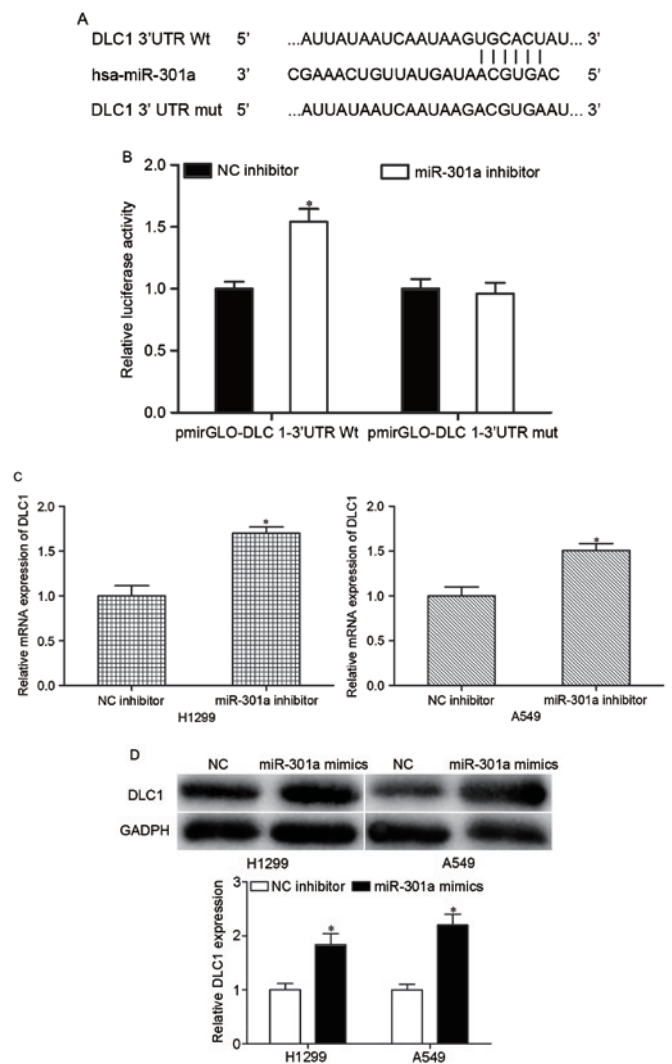 A
DLC1 3'UTR Wt 5' ...AUUAUAAUCAAUAAGUGCACUAU... 3'
hsa-miR-301a 3' CGAAACUGUUAUGAUAACGUGAC 5'
DLC1 3' UTR mut 5' ...AUUAUAAUCAAUAAGACGUGAAU... 3'
B
NC inhibitor miR-301a inhibitor
Relative luciferase activity
2.0
1.5
1.0
0.5
0.0
*
pmirGLO-DLC 1-3'UTR Wt pmirGLO-DLC 1-3'UTR mut
C
Relative mRNA expression of DLC1
2.0
1.5
1.0
0.5
0.0
*
NC inhibitor miR-301a inhibitor
H1299
Relative mRNA expression of DLC1
2.0
1.5
1.0
0.5
0.0
*
NC inhibitor miR-301a inhibitor
A549
D
NC miR-301a mimics NC miR-301a mimics
DLC1
GADPH
H1299 A549
NC inhibitor miR-301a mimics
Relative DLC1 expression
3
2
1
0
* *
H1299 A549